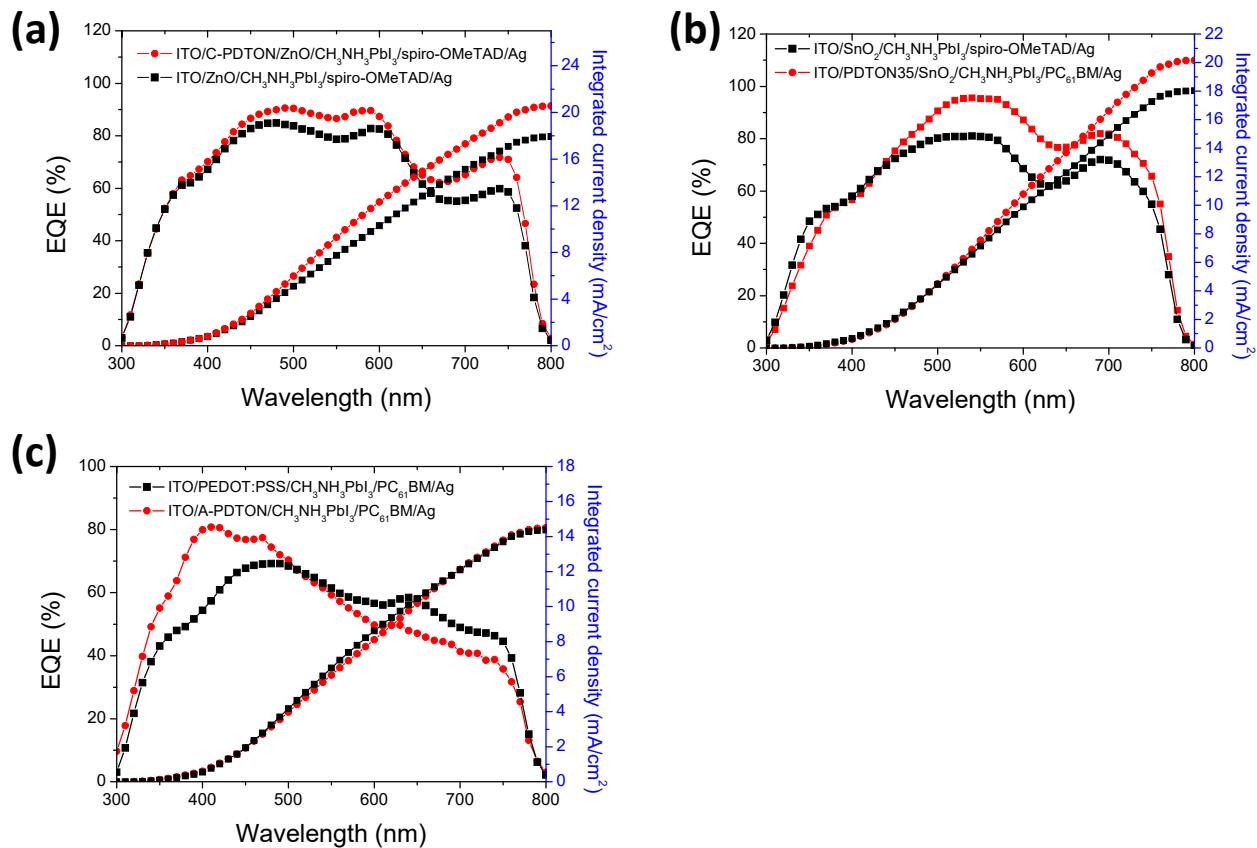 (a)
ITO/C-PDTON/ZnO/CH₃NH₃PbI₃/spiro-OMeTAD/Ag
ITO/ZnO/CH₃NH₃PbI₃/spiro-OMeTAD/Ag
EQE (%)
120
100
80
60
40
20
0
Integrated current density (mA/cm²)
24
20
16
12
8
4
0
300 400 500 600 700 800
Wavelength (nm)
(b)
ITO/SnO₂/CH₃NH₃PbI₃/spiro-OMeTAD/Ag
ITO/PDTON35/SnO₂/CH₃NH₃PbI₃/PC₆₁BM/Ag
EQE (%)
120
100
80
60
40
20
0
Integrated current density (mA/cm²)
22
20
18
16
14
12
10
8
6
4
2
0
300 400 500 600 700 800
Wavelength (nm)
(c)
ITO/PEDOT:PSS/CH₃NH₃PbI₃/PC₆₁BM/Ag
ITO/A-PDTON/CH₃NH₃PbI₃/PC₆₁BM/Ag
EQE (%)
100
80
60
40
20
0
Integrated current density (mA/cm²)
18
16
14
12
10
8
6
4
2
0
300 400 500 600 700 800
Wavelength (nm)